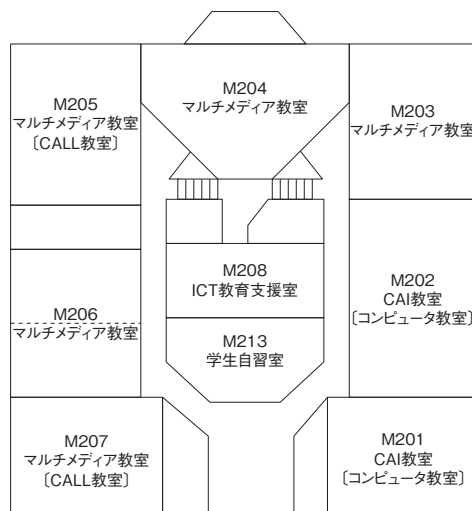 M204
マルチメディア教室
M205
マルチメディア教室
〔CALL教室〕
M203
マルチメディア教室
M208
ICT教育支援室
M202
CAI教室
〔コンピュータ教室〕
M206
マルチメディア教室
M213
学生自習室
M207
マルチメディア教室
〔CALL教室〕
M201
CAI教室
〔コンピュータ教室〕